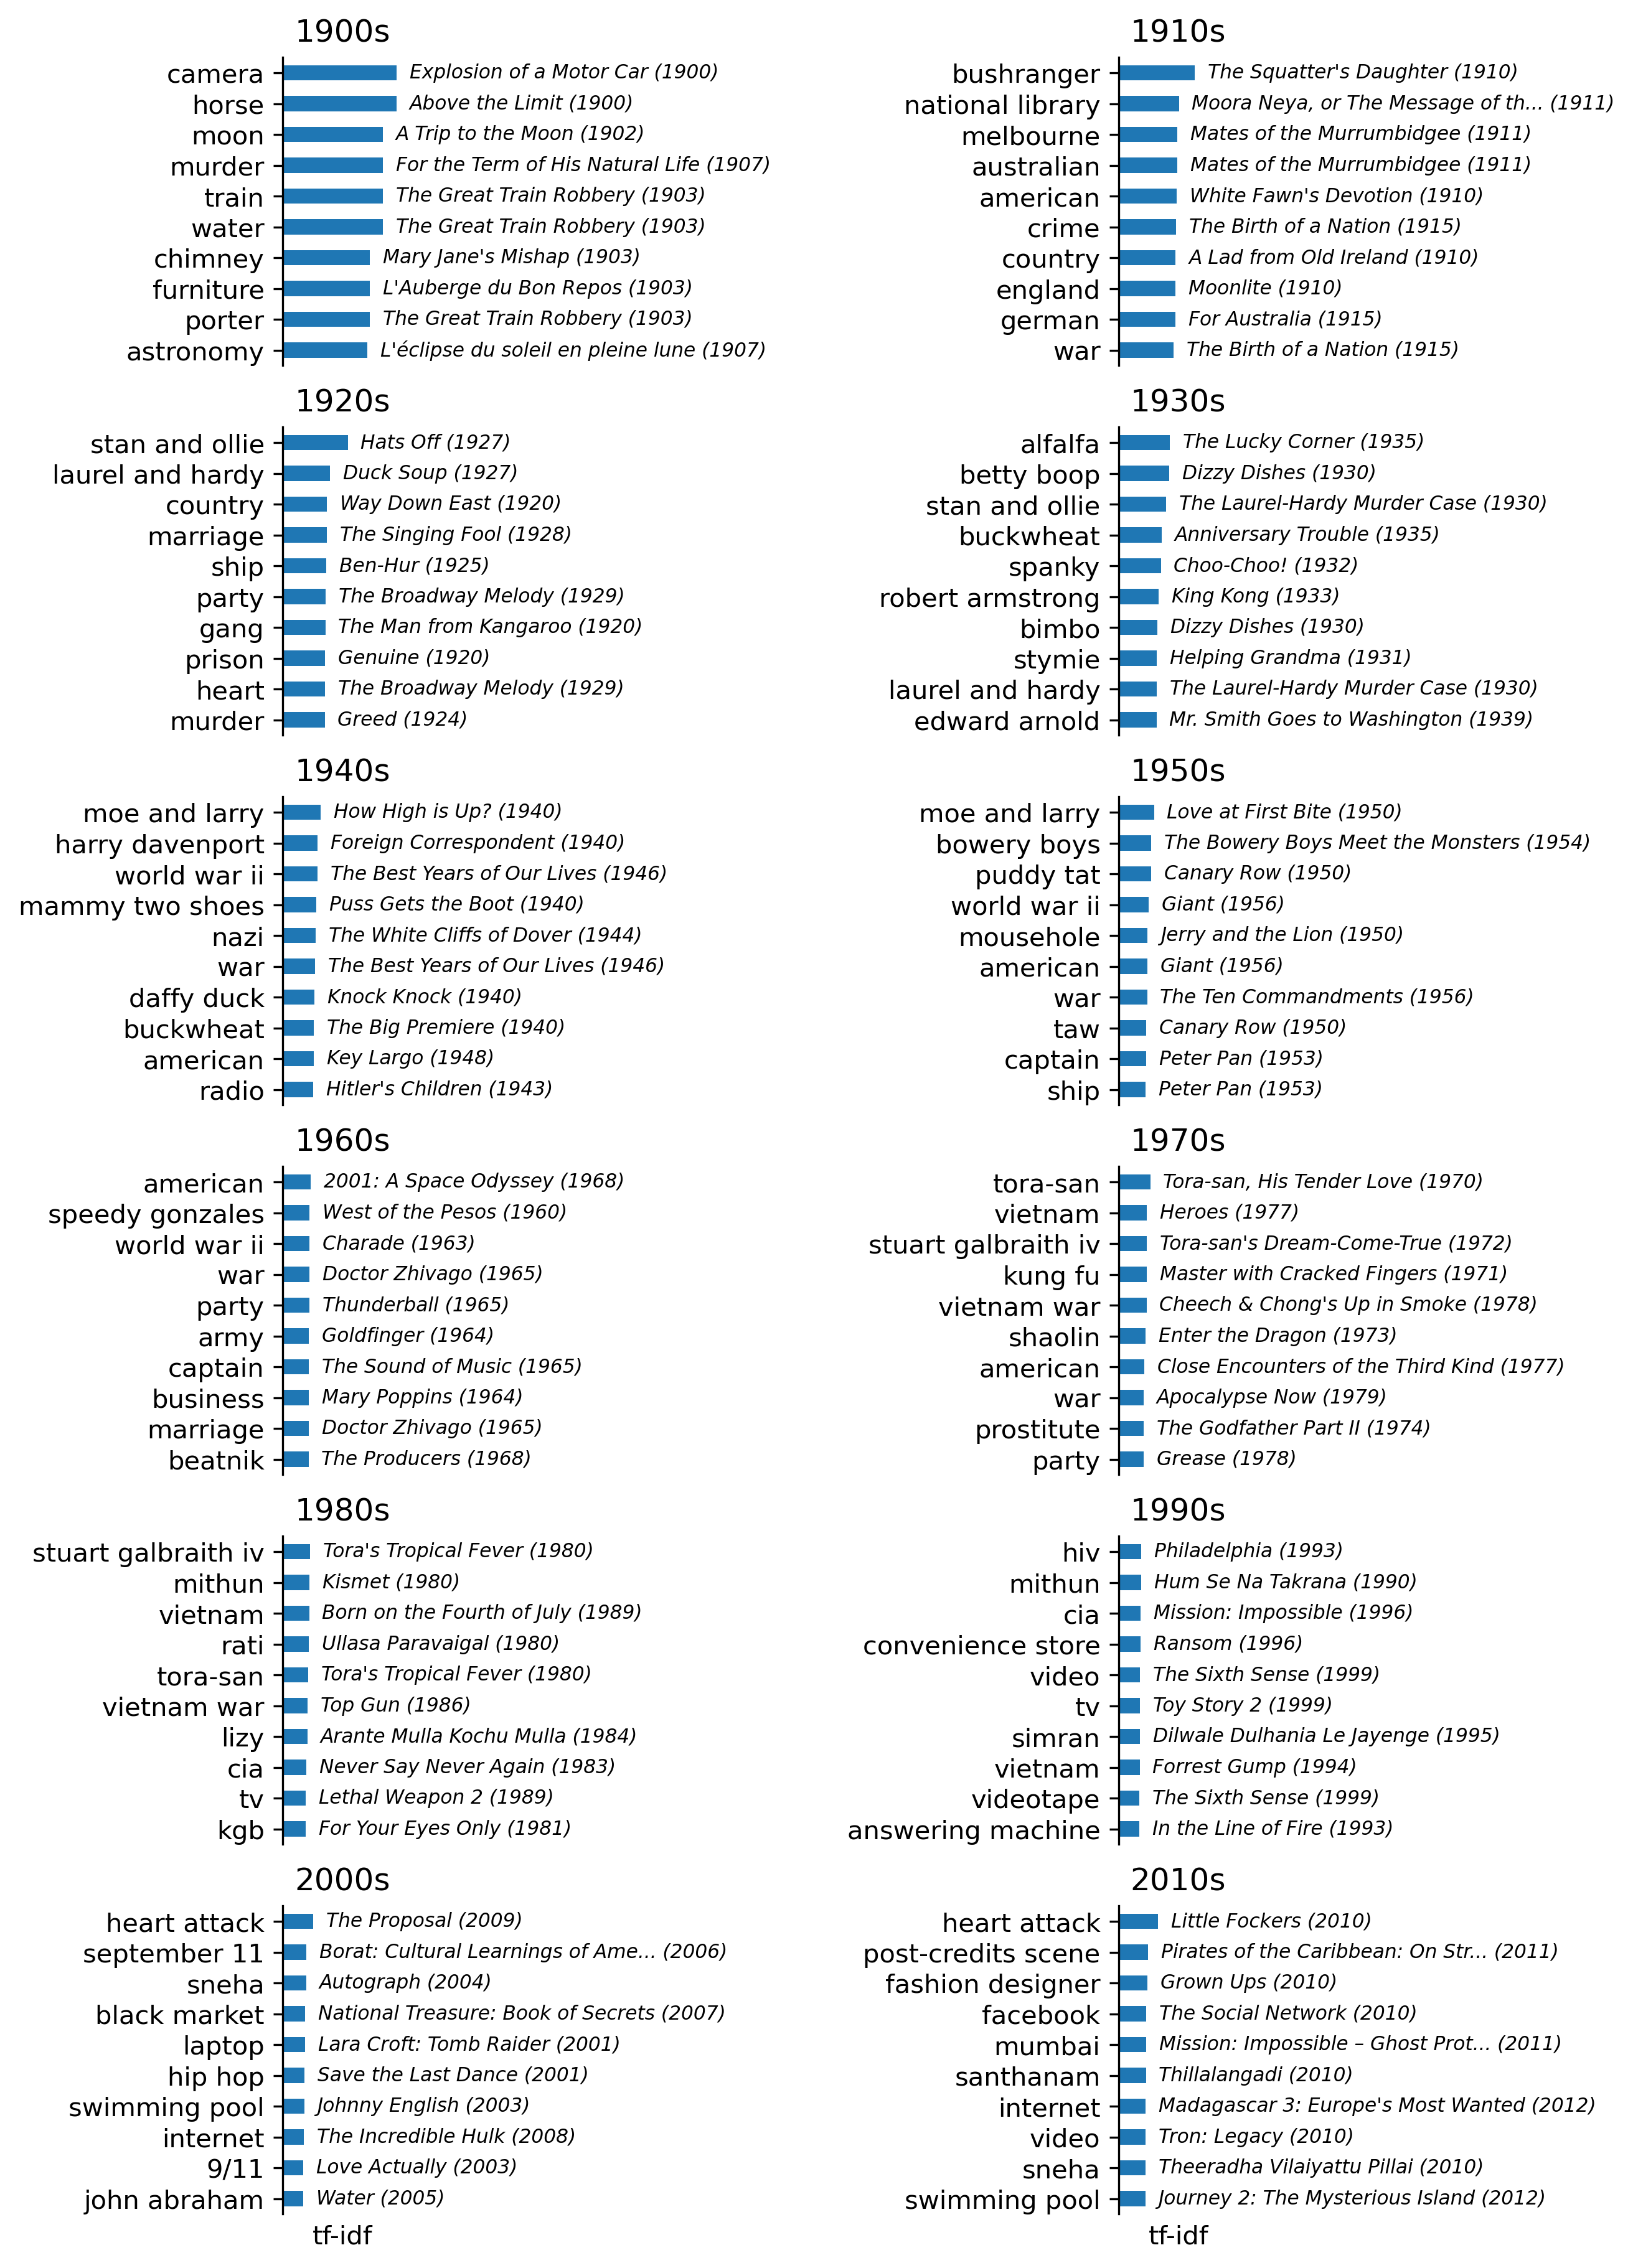 1900s
camera Explosion of a Motor Car (1900)
horse Above the Limit (1900)
moon A Trip to the Moon (1902)
murder For the Term of His Natural Life (1907)
train The Great Train Robbery (1903)
water The Great Train Robbery (1903)
chimney Mary Jane's Mishap (1903)
furniture L'Auberge du Bon Repos (1903)
porter The Great Train Robbery (1903)
astronomy L'éclipse du soleil en pleine lune (1907)
1910s
bushranger The Squatter's Daughter (1910)
national library Moora Neya, or The Message of th... (1911)
melbourne Mates of the Murrumbidgee (1911)
australian Mates of the Murrumbidgee (1911)
american White Fawn's Devotion (1910)
crime The Birth of a Nation (1915)
country A Lad from Old Ireland (1910)
england Moonlite (1910)
german For Australia (1915)
war The Birth of a Nation (1915)
1920s
stan and ollie Hats Off (1927)
laurel and hardy Duck Soup (1927)
country Way Down East (1920)
marriage The Singing Fool (1928)
ship Ben-Hur (1925)
party The Broadway Melody (1929)
gang The Man from Kangaroo (1920)
prison Genuine (1920)
heart The Broadway Melody (1929)
murder Greed (1924)
1930s
alfalfa The Lucky Corner (1935)
betty boop Dizzy Dishes (1930)
stan and ollie The Laurel-Hardy Murder Case (1930)
buckwheat Anniversary Trouble (1935)
spanky Choo-Choo! (1932)
robert armstrong King Kong (1933)
bimbo Dizzy Dishes (1930)
stymie Helping Grandma (1931)
laurel and hardy The Laurel-Hardy Murder Case (1930)
edward arnold Mr. Smith Goes to Washington (1939)
1940s
moe and larry How High is Up? (1940)
harry davenport Foreign Correspondent (1940)
world war ii The Best Years of Our Lives (1946)
mammy two shoes Puss Gets the Boot (1940)
nazi The White Cliffs of Dover (1944)
war The Best Years of Our Lives (1946)
daffy duck Knock Knock (1940)
buckwheat The Big Premiere (1940)
american Key Largo (1948)
radio Hitler's Children (1943)
1950s
moe and larry Love at First Bite (1950)
bowery boys The Bowery Boys Meet the Monsters (1954)
puddy tat Canary Row (1950)
world war ii Giant (1956)
mousehole Jerry and the Lion (1950)
american Giant (1956)
war The Ten Commandments (1956)
taw Canary Row (1950)
captain Peter Pan (1953)
ship Peter Pan (1953)
1960s
american 2001: A Space Odyssey (1968)
speedy gonzales West of the Pesos (1960)
world war ii Charade (1963)
war Doctor Zhivago (1965)
party Thunderball (1965)
army Goldfinger (1964)
captain The Sound of Music (1965)
business Mary Poppins (1964)
marriage Doctor Zhivago (1965)
beatnik The Producers (1968)
1970s
tora-san Tora-san, His Tender Love (1970)
vietnam Heroes (1977)
stuart galbraith iv Tora-san's Dream-Come-True (1972)
kung fu Master with Cracked Fingers (1971)
vietnam war Cheech & Chong's Up in Smoke (1978)
shaolin Enter the Dragon (1973)
american Close Encounters of the Third Kind (1977)
war Apocalypse Now (1979)
prostitute The Godfather Part II (1974)
party Grease (1978)
1980s
stuart galbraith iv Tora's Tropical Fever (1980)
mithun Kismet (1980)
vietnam Born on the Fourth of July (1989)
rati Ullasa Paravaigal (1980)
tora-san Tora's Tropical Fever (1980)
vietnam war Top Gun (1986)
lizy Arante Mulla Kochu Mulla (1984)
cia Never Say Never Again (1983)
tv Lethal Weapon 2 (1989)
kgb For Your Eyes Only (1981)
1990s
hiv Philadelphia (1993)
mithun Hum Se Na Takrana (1990)
cia Mission: Impossible (1996)
convenience store Ransom (1996)
video The Sixth Sense (1999)
tv Toy Story 2 (1999)
simran Dilwale Dulhania Le Jayenge (1995)
vietnam Forrest Gump (1994)
videotape The Sixth Sense (1999)
answering machine In the Line of Fire (1993)
2000s
heart attack The Proposal (2009)
september 11 Borat: Cultural Learnings of Ame... (2006)
sneha Autograph (2004)
black market National Treasure: Book of Secrets (2007)
laptop Lara Croft: Tomb Raider (2001)
hip hop Save the Last Dance (2001)
swimming pool Johnny English (2003)
internet The Incredible Hulk (2008)
9/11 Love Actually (2003)
john abraham Water (2005)
tf-idf
2010s
heart attack Little Fockers (2010)
post-credits scene Pirates of the Caribbean: On Str... (2011)
fashion designer Grown Ups (2010)
facebook The Social Network (2010)
mumbai Mission: Impossible – Ghost Prot... (2011)
santhanam Thillalangadi (2010)
internet Madagascar 3: Europe's Most Wanted (2012)
video Tron: Legacy (2010)
sneha Theeradha Vilaiyattu Pillai (2010)
swimming pool Journey 2: The Mysterious Island (2012)
tf-idf